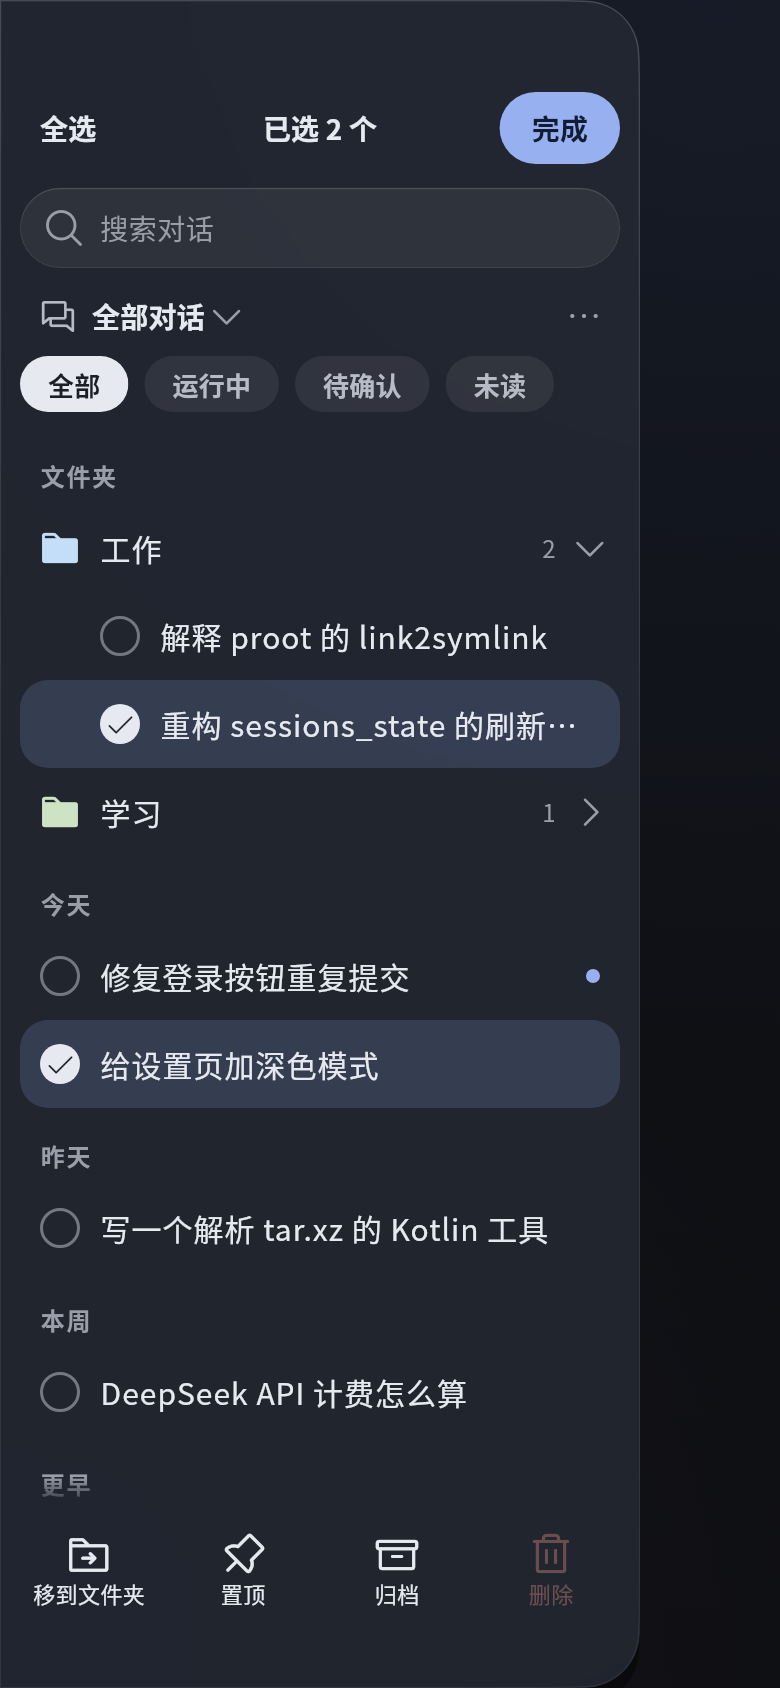 全选 已选 2 个 完成
搜索对话
全部对话
全部 运行中 待确认 未读
文件夹
工作 2
解释 proot 的 link2symlink
重构 sessions_state 的刷新…
学习 1
今天
修复登录按钮重复提交
给设置页加深色模式
昨天
写一个解析 tar.xz 的 Kotlin 工具
本周
DeepSeek API 计费怎么算
更早
移到文件夹 置顶 归档 删除